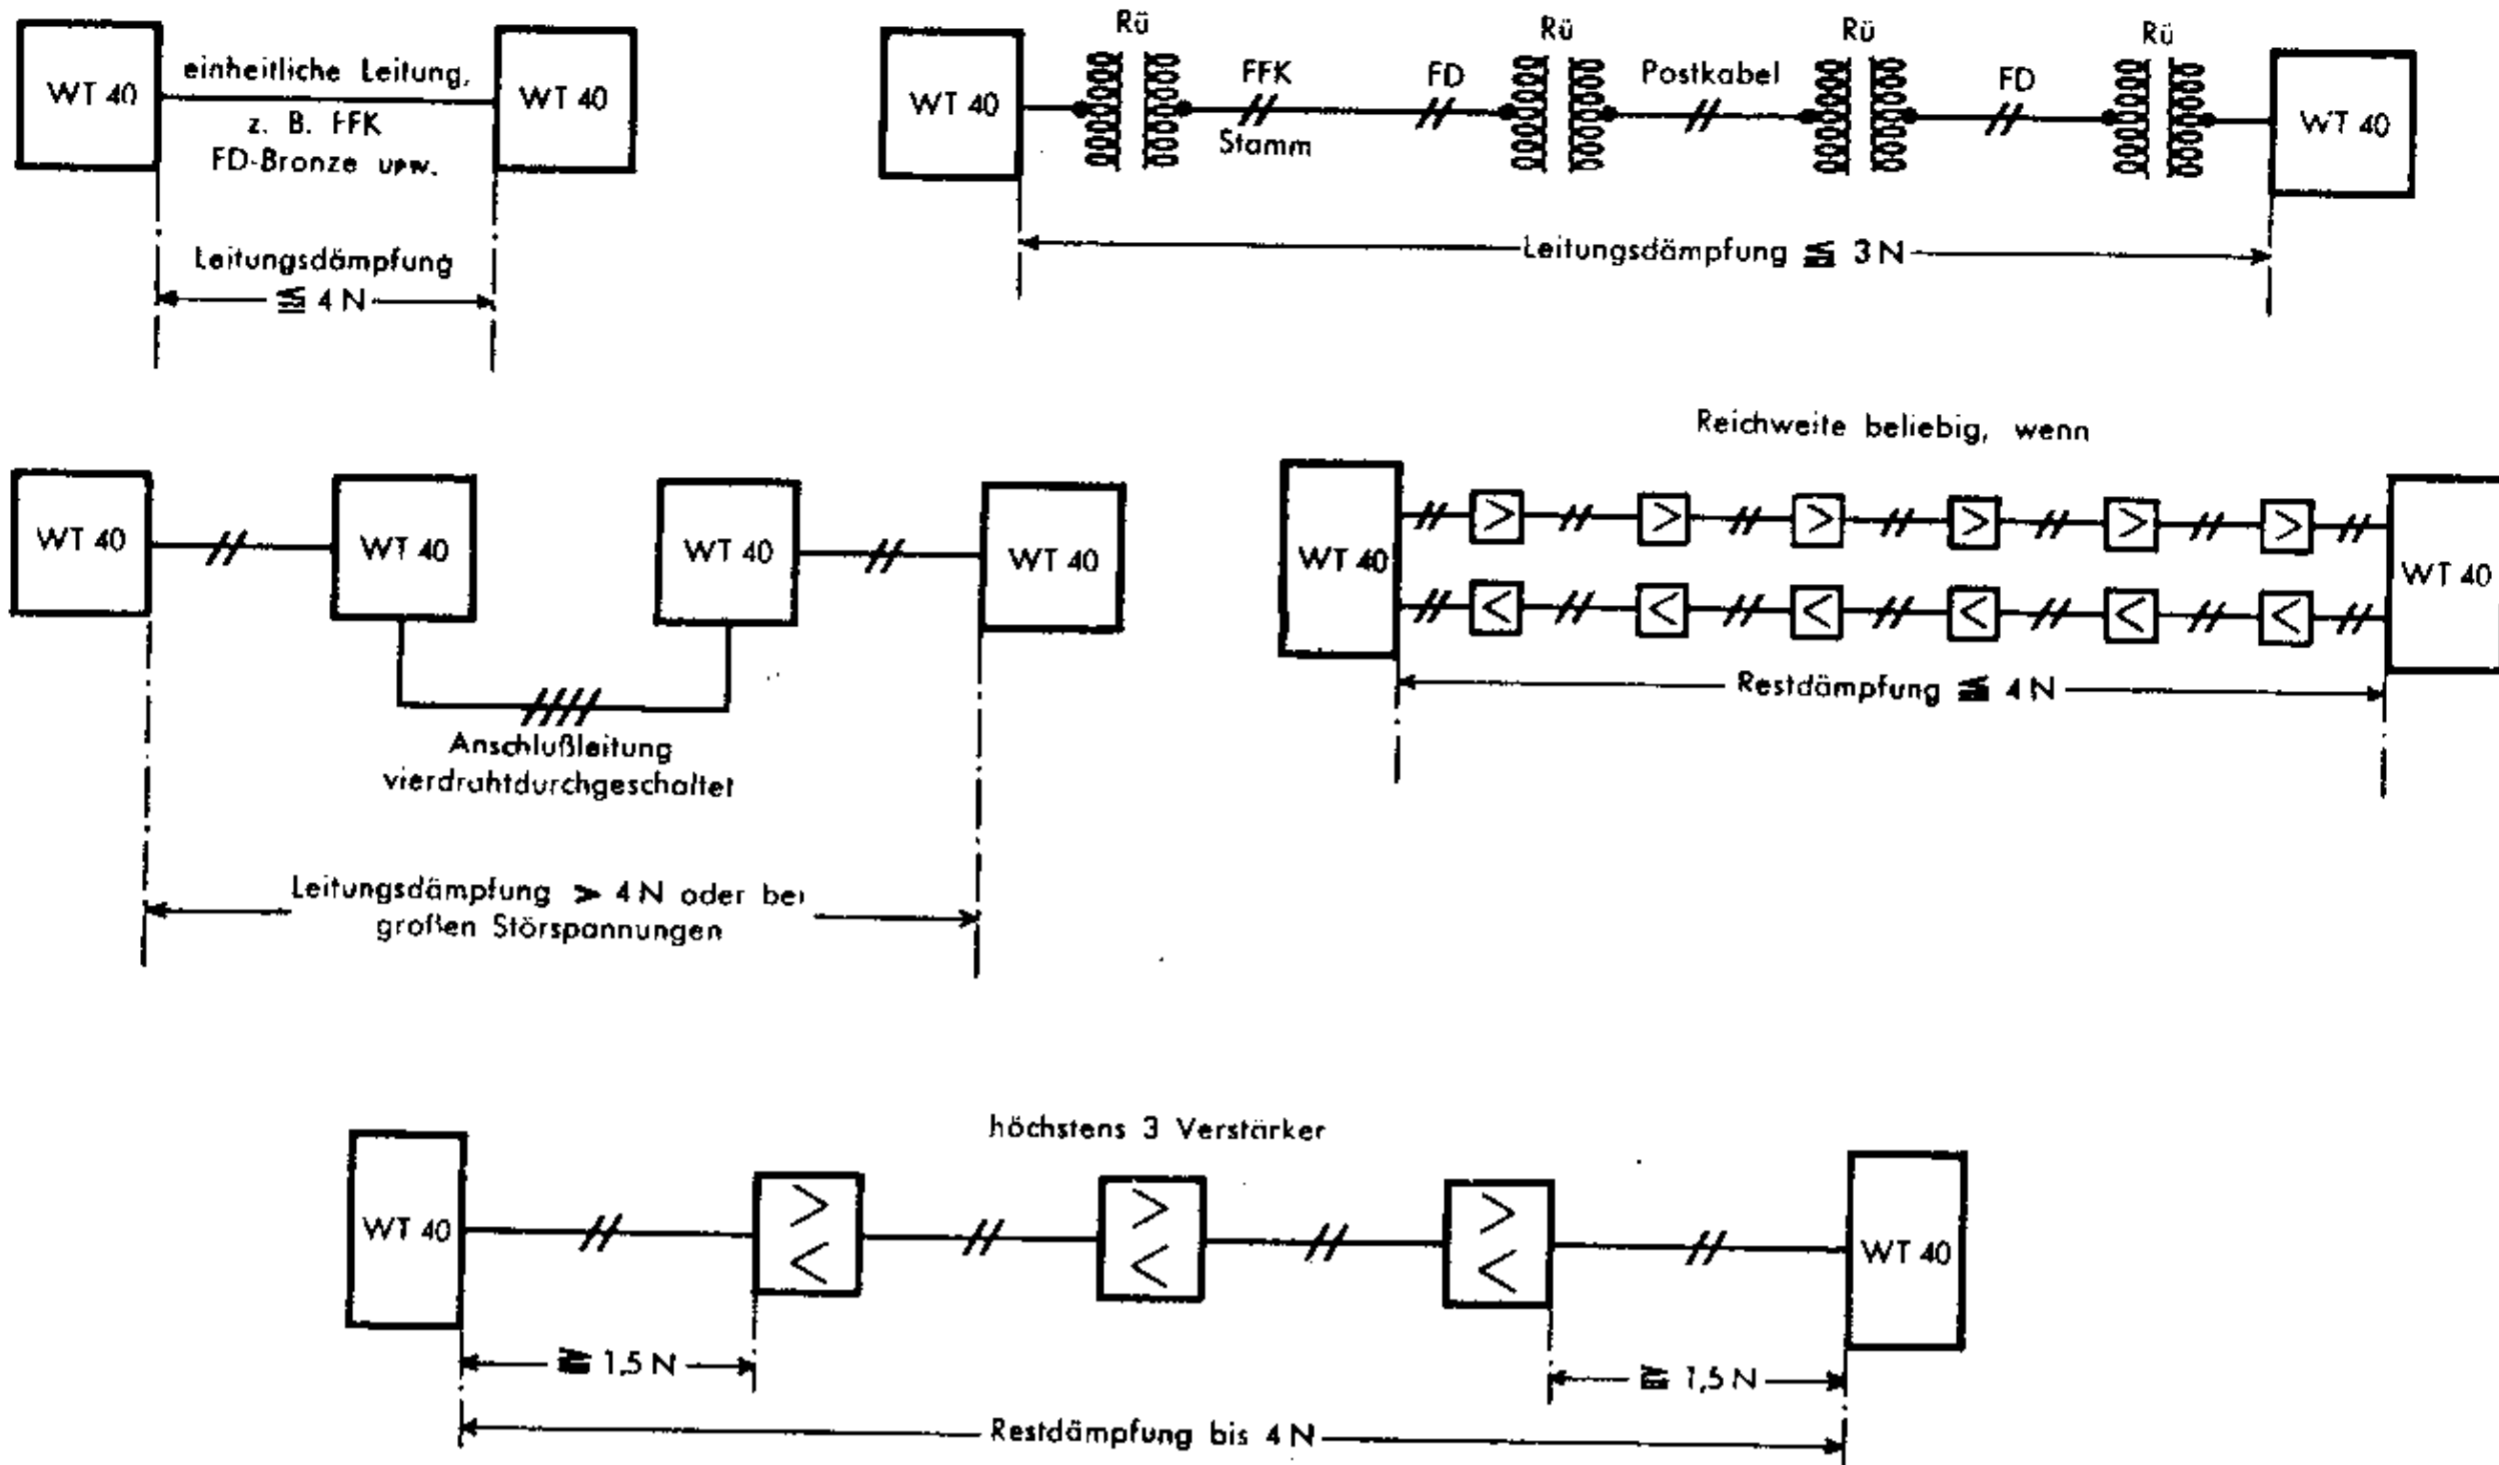 WT 40
einheitliche Leitung,
z. B. FFK
FD-Bronze usw.
WT 40
Leitungsdämpfung
≦ 4 N
WT 40
Rü
FFK
Stamm
FD
Rü
Postkabel
Rü
FD
Rü
WT 40
Leitungsdämpfung ≦ 3 N
WT 40
WT 40
WT 40
WT 40
Anschlußleitung
vierdrahtdurchgeschaltet
Leitungsdämpfung > 4 N oder bei
großen Störspannungen
Reichweite beliebig, wenn
WT 40
> > > > > >
< < < < < <
WT 40
Restdämpfung ≦ 4 N
höchstens 3 Verstärker
WT 40
> > >
< < <
WT 40
≧ 1,5 N
≧ 1,5 N
Restdämpfung bis 4 N